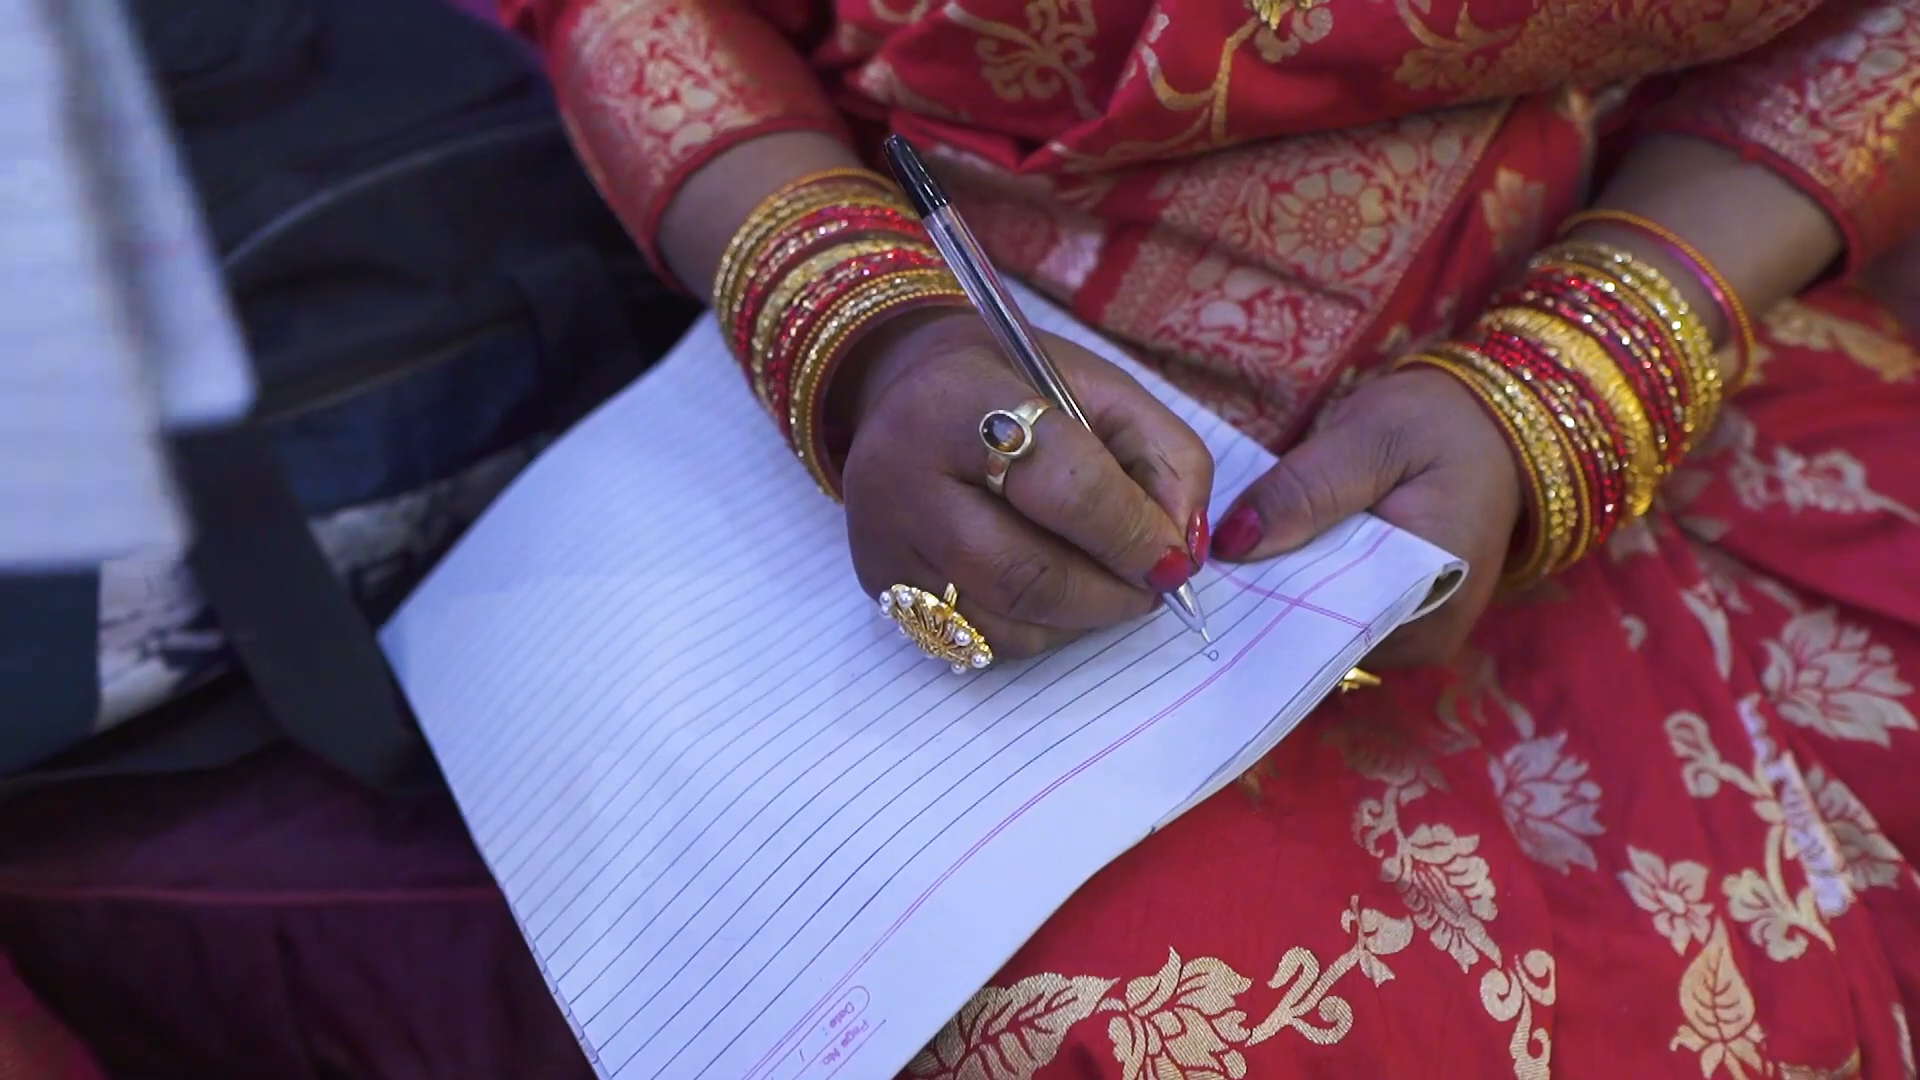 Page No
Date : /